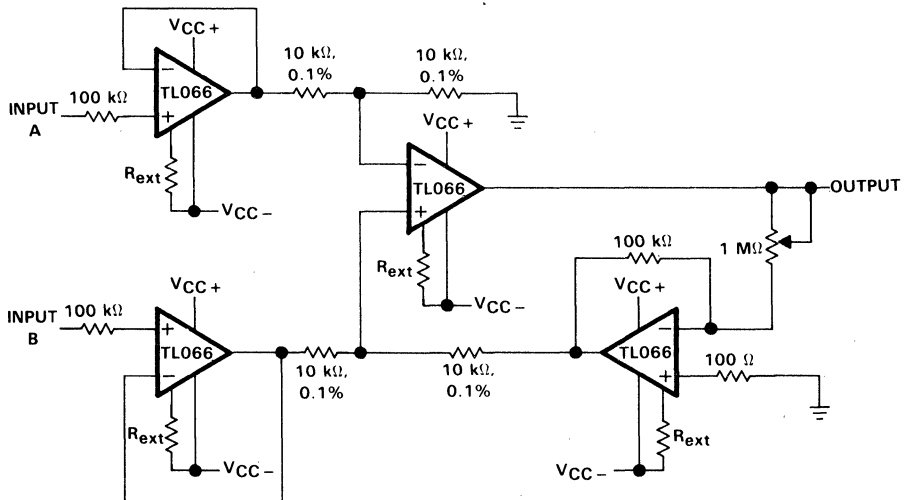 VCC+
TL066
−
+
INPUT
A
100 kΩ
Rext
VCC−
10 kΩ,
0.1%
10 kΩ,
0.1%
VCC+
−
TL066
+
Rext
VCC−
OUTPUT
1 MΩ
100 kΩ
VCC+
−
TL066
+
100 Ω
Rext
VCC−
INPUT
B
100 kΩ
VCC+
+
TL066
−
Rext
VCC−
10 kΩ,
0.1%
10 kΩ,
0.1%